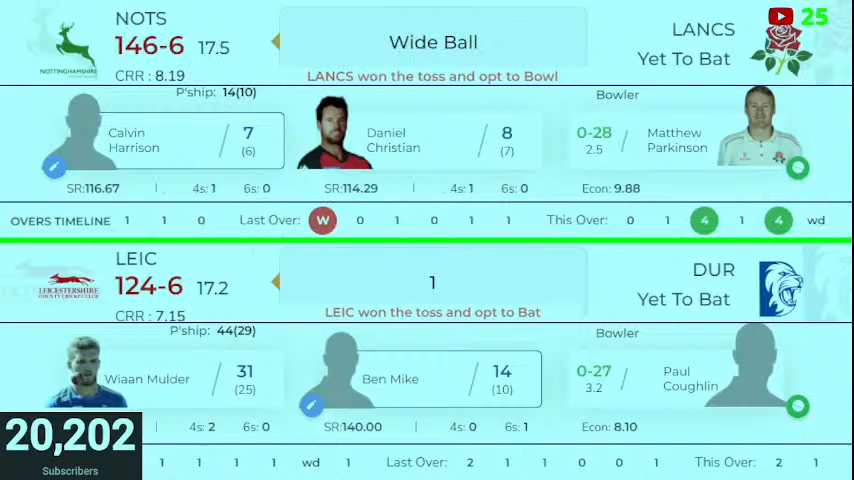 NOTS
146-6 17.5
CRR : 8.19
NOTTINGHAMSHIRE
Wide Ball
LANCS won the toss and opt to Bowl
LANCS
Yet To Bat
25
P'ship: 14(10)
Bowler
Calvin Harrison
7
(6)
Daniel Christian
8
(7)
0-28
2.5
Matthew Parkinson
SR:116.67 4s: 1 6s: 0 SR:114.29 4s: 1 6s: 0 Econ: 9.88
OVERS TIMELINE 1 1 0 Last Over: W 0 1 0 1 1 This Over: 0 1 4 1 4 wd
LEIC
124-6 17.2
CRR : 7.15
LEICESTERSHIRE
COUNTY CRICKET CLUB
1
LEIC won the toss and opt to Bat
DUR
Yet To Bat
P'ship: 44(29)
Bowler
Wiaan Mulder
31
(25)
Ben Mike
14
(10)
0-27
3.2
Paul Coughlin
4s: 2 6s: 0 SR:140.00 4s: 0 6s: 1 Econ: 8.10
20,202
Subscribers
1 1 1 1 wd 1 Last Over: 2 1 1 0 0 1 This Over: 2 1